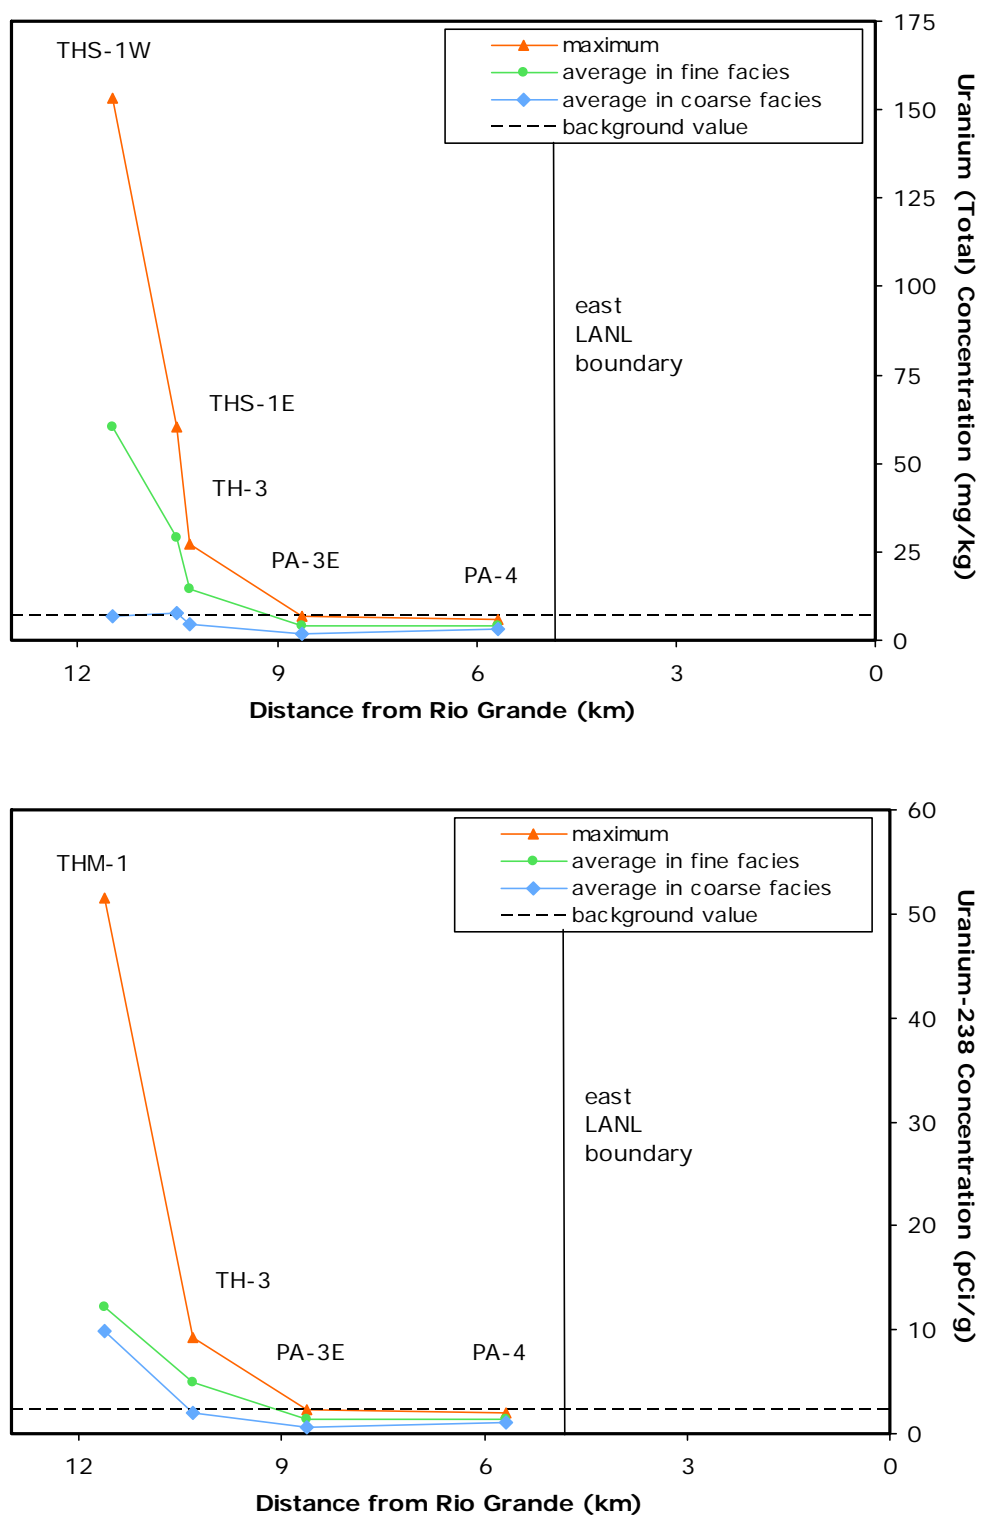 THS-1W
maximum
average in fine facies
average in coarse facies
background value
175
150
125
100
75
50
25
0
Uranium (Total) Concentration (mg/kg)
east
LANL
boundary
THS-1E
TH-3
PA-3E
PA-4
12
9
6
3
0
Distance from Rio Grande (km)
THM-1
maximum
average in fine facies
average in coarse facies
background value
60
50
40
30
20
10
0
Uranium-238 Concentration (pCi/g)
east
LANL
boundary
TH-3
PA-3E
PA-4
12
9
6
3
0
Distance from Rio Grande (km)